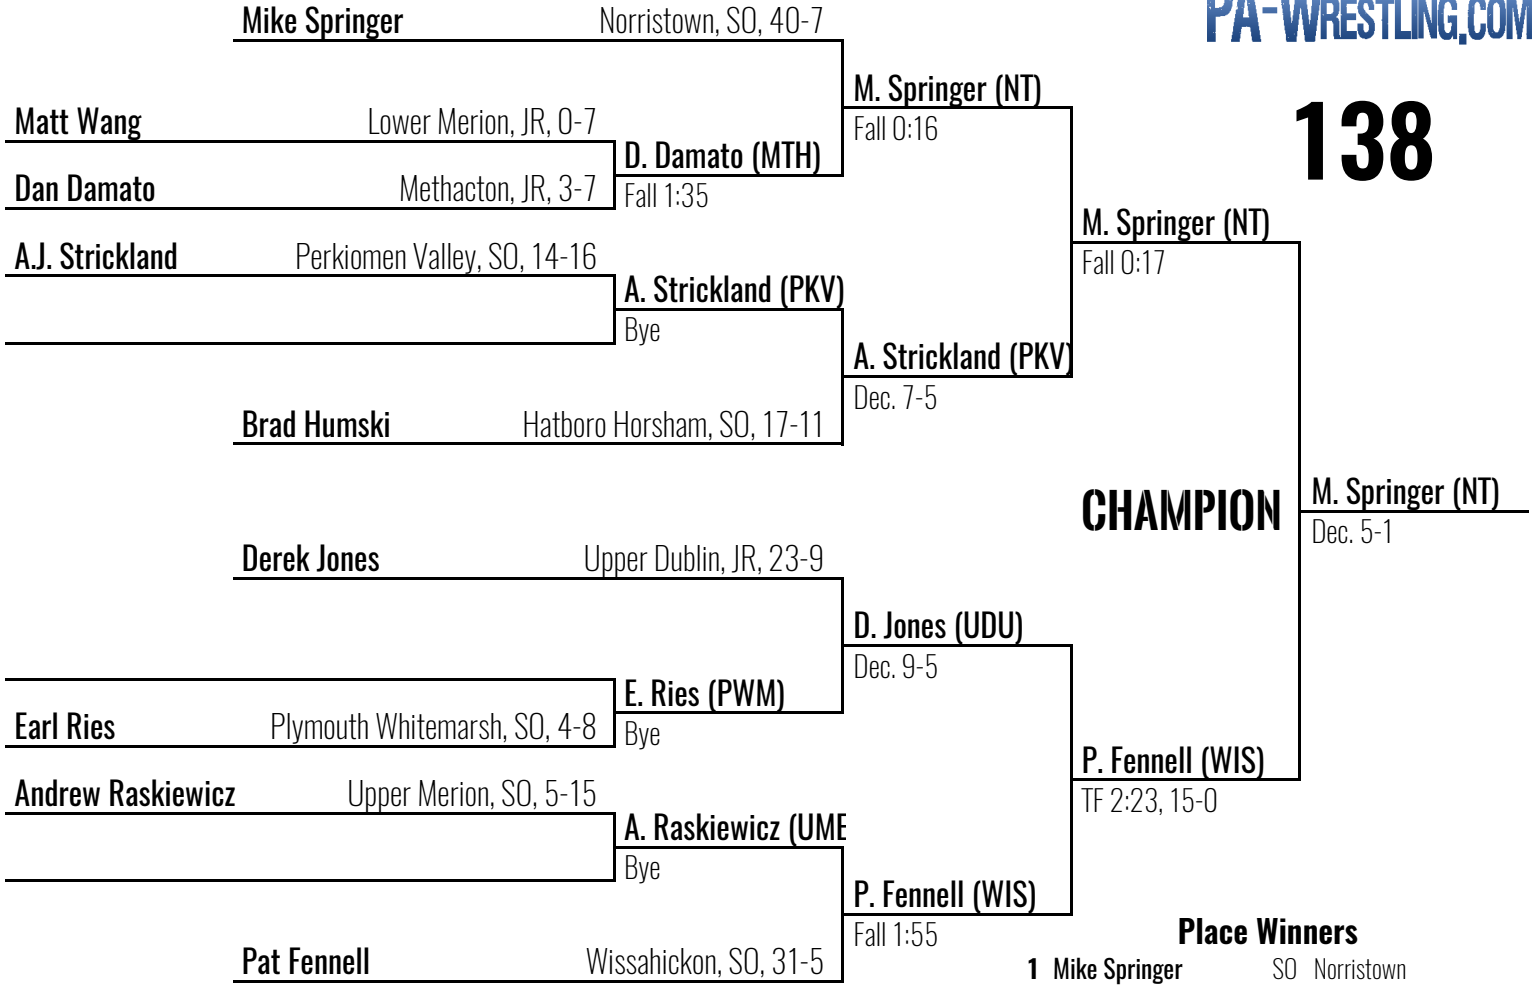 Mike Springer Norristown, SO, 40-7
PA-WRESTLING.COM
M. Springer (NT)
Fall 0:16
138
Matt Wang Lower Merion, JR, 0-7
D. Damato (MTH)
Fall 1:35
Dan Damato Methacton, JR, 3-7
M. Springer (NT)
Fall 0:17
A.J. Strickland Perkiomen Valley, SO, 14-16
A. Strickland (PKV)
Bye
A. Strickland (PKV)
Dec. 7-5
Brad Humski Hatboro Horsham, SO, 17-11
CHAMPION
M. Springer (NT)
Dec. 5-1
Derek Jones Upper Dublin, JR, 23-9
D. Jones (UDU)
Dec. 9-5
E. Ries (PWM)
Bye
Earl Ries Plymouth Whitemarsh, SO, 4-8
P. Fennell (WIS)
TF 2:23, 15-0
Andrew Raskiewicz Upper Merion, SO, 5-15
A. Raskiewicz (UME
Bye
P. Fennell (WIS)
Fall 1:55
Pat Fennell Wissahickon, SO, 31-5
Place Winners
1 Mike Springer SO Norristown